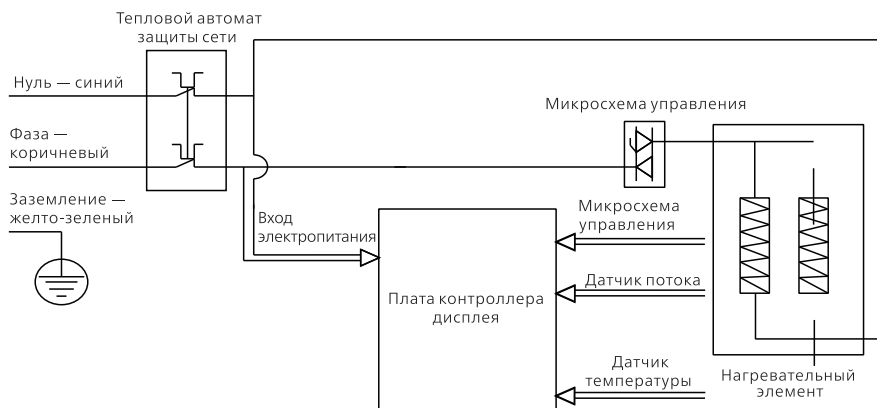 Тепловой автомат
защиты сети
Нуль — синий
Фаза —
коричневый
Заземление —
желто-зеленый
Вход
электропитания
Микросхема управления
Микросхема
управления
Датчик потока
Плата контроллера
дисплея
Датчик
температуры
Нагревательный
элемент